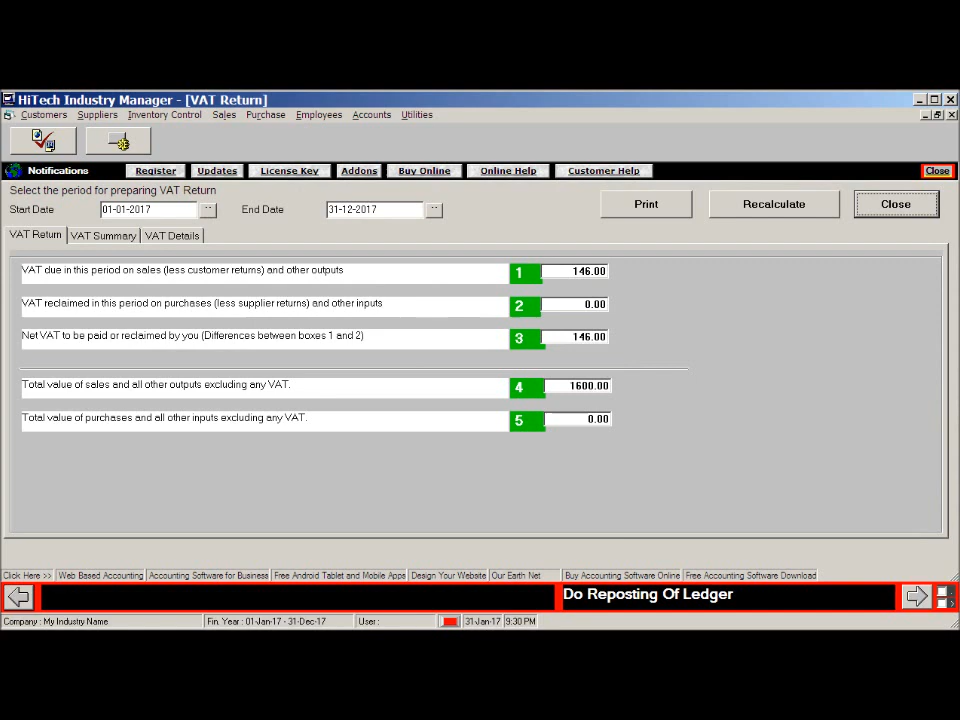 HiTech Industry Manager - [VAT Return]
Customers Suppliers Inventory Control Sales Purchase Employees Accounts Utilities
Notifications Register Updates License Key Addons Buy Online Online Help Customer Help Close
Select the period for preparing VAT Return
Start Date 01-01-2017 .. End Date 31-12-2017 .. Print Recalculate Close
VAT Return VAT Summary VAT Details
VAT due in this period on sales (less customer returns) and other outputs 1 146.00
VAT reclaimed in this period on purchases (less supplier returns) and other inputs 2 0.00
Net VAT to be paid or reclaimed by you (Differences between boxes 1 and 2) 3 146.00
Total value of sales and all other outputs excluding any VAT. 4 1600.00
Total value of purchases and all other inputs excluding any VAT. 5 0.00
Click Here >> Web Based Accounting Accounting Software for Business Free Android Tablet and Mobile Apps Design Your Website Our Earth Net Buy Accounting Software Online Free Accounting Software Download
Do Reposting Of Ledger
Company : My Industry Name Fin. Year : 01-Jan-17 - 31-Dec-17 User : 31-Jan-17 9:30 PM